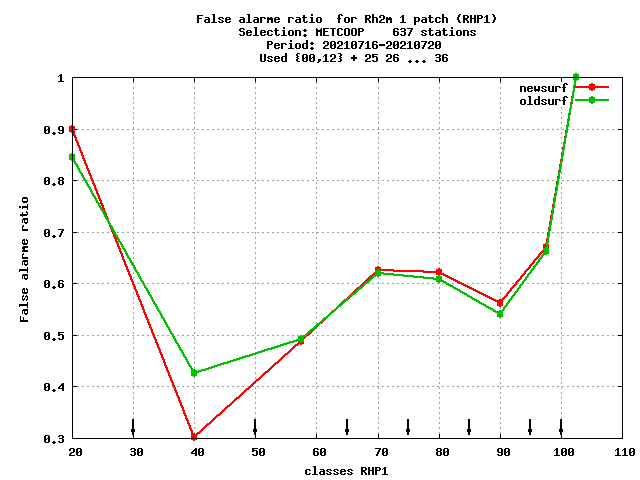 False alarme ratio  for Rh2m 1 patch (RHP1)
Selection: METCOOP    637 stations
Period: 20210716-20210720
Used {00,12} + 25 26 ... 36
newsurf
oldsurf
False alarme ratio
1
0.9
0.8
0.7
0.6
0.5
0.4
0.3
20 30 40 50 60 70 80 90 100 110
classes RHP1